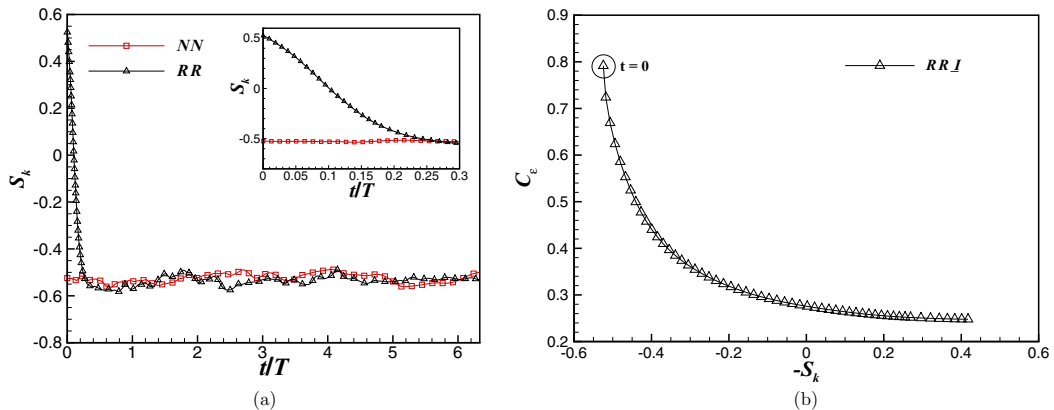 NN
RR
S_k
0.6
0.4
0.2
0
-0.2
-0.4
-0.6
-0.8
0 1 2 3 4 5 6
t/T
S_k
0.5
0
-0.5
0 0.05 0.1 0.15 0.2 0.25 0.3
t/T
(a)
C_ε
0.9
0.8
0.7
0.6
0.5
0.4
0.3
0.2
t = 0
RR_I
-0.6 -0.4 -0.2 0 0.2 0.4 0.6
-S_k
(b)